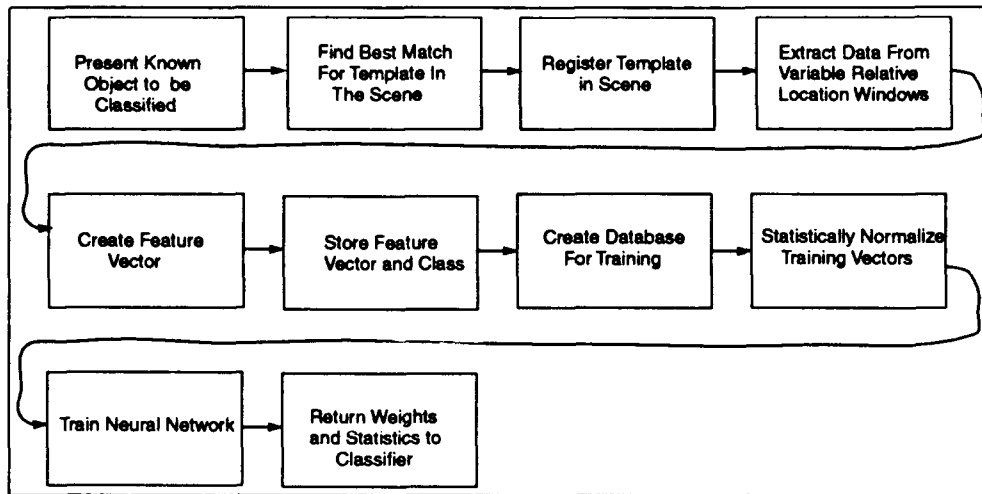 Present Known
Object to be
Classified
Find Best Match
For Template In
The Scene
Register Template
in Scene
Extract Data From
Variable Relative
Location Windows
Create Feature
Vector
Store Feature
Vector and Class
Create Database
For Training
Statistically Normalize
Training Vectors
Train Neural Network
Return Weights
and Statistics to
Classifier